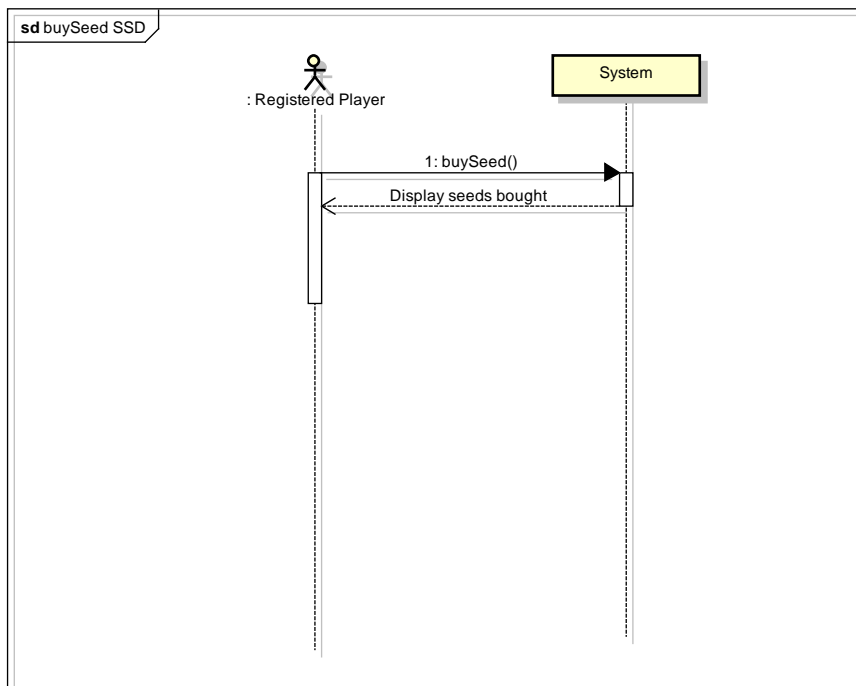 sd buySeed SSD
: Registered Player
System
1: buySeed()
Display seeds bought